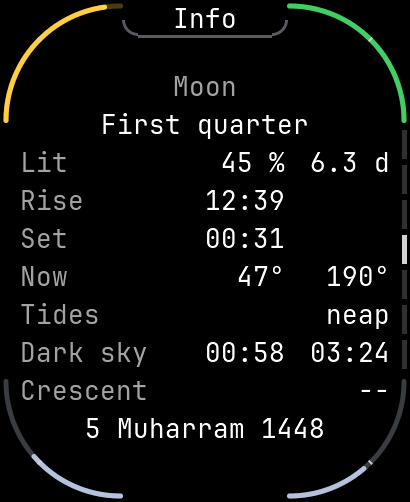 Info
Moon
First quarter
Lit 45 % 6.3 d
Rise 12:39
Set 00:31
Now 47° 190°
Tides neap
Dark sky 00:58 03:24
Crescent --
5 Muharram 1448